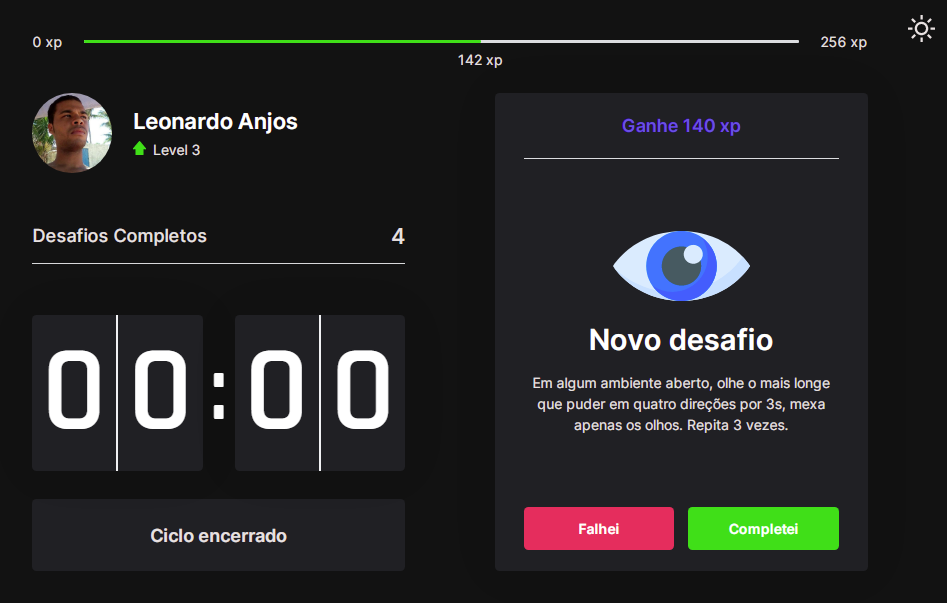 0 xp
142 xp
256 xp
Leonardo Anjos
Level 3
Desafios Completos 4
00:00
Ciclo encerrado
Ganhe 140 xp
Novo desafio
Em algum ambiente aberto, olhe o mais longe
que puder em quatro direções por 3s, mexa
apenas os olhos. Repita 3 vezes.
Falhei
Completei